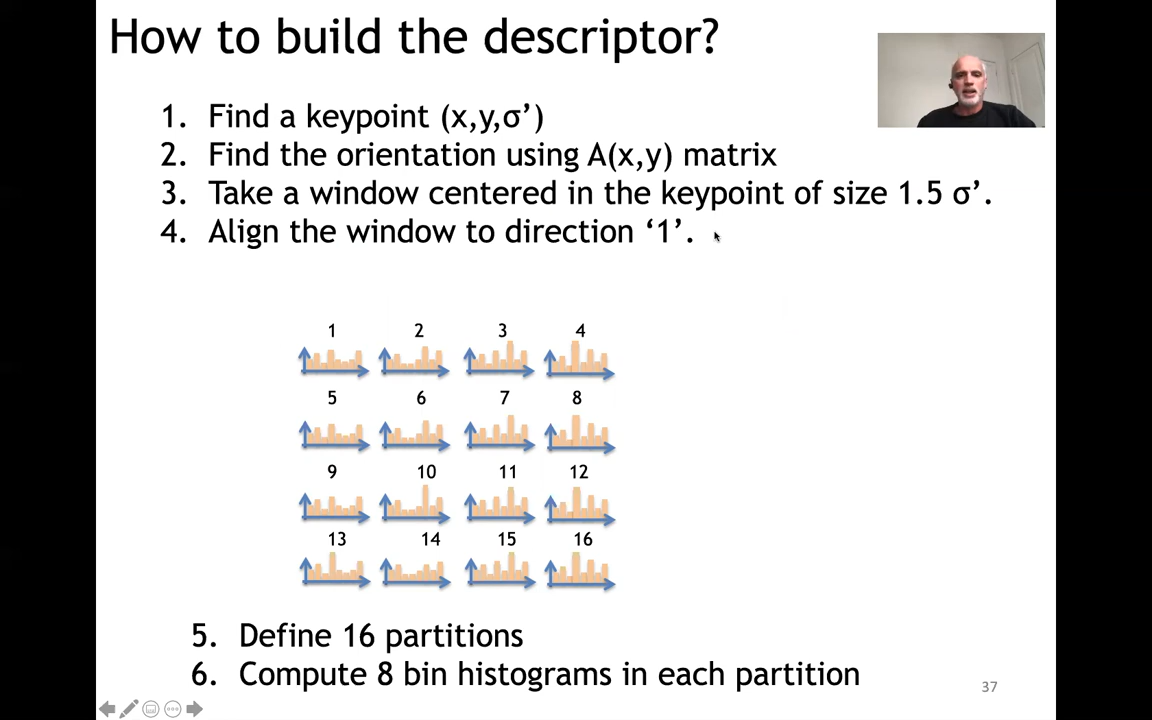 How to build the descriptor?
1. Find a keypoint (x,y,σ’)
2. Find the orientation using A(x,y) matrix
3. Take a window centered in the keypoint of size 1.5 σ’.
4. Align the window to direction ‘1’.
1 2 3 4
5 6 7 8
9 10 11 12
13 14 15 16
5. Define 16 partitions
6. Compute 8 bin histograms in each partition
37